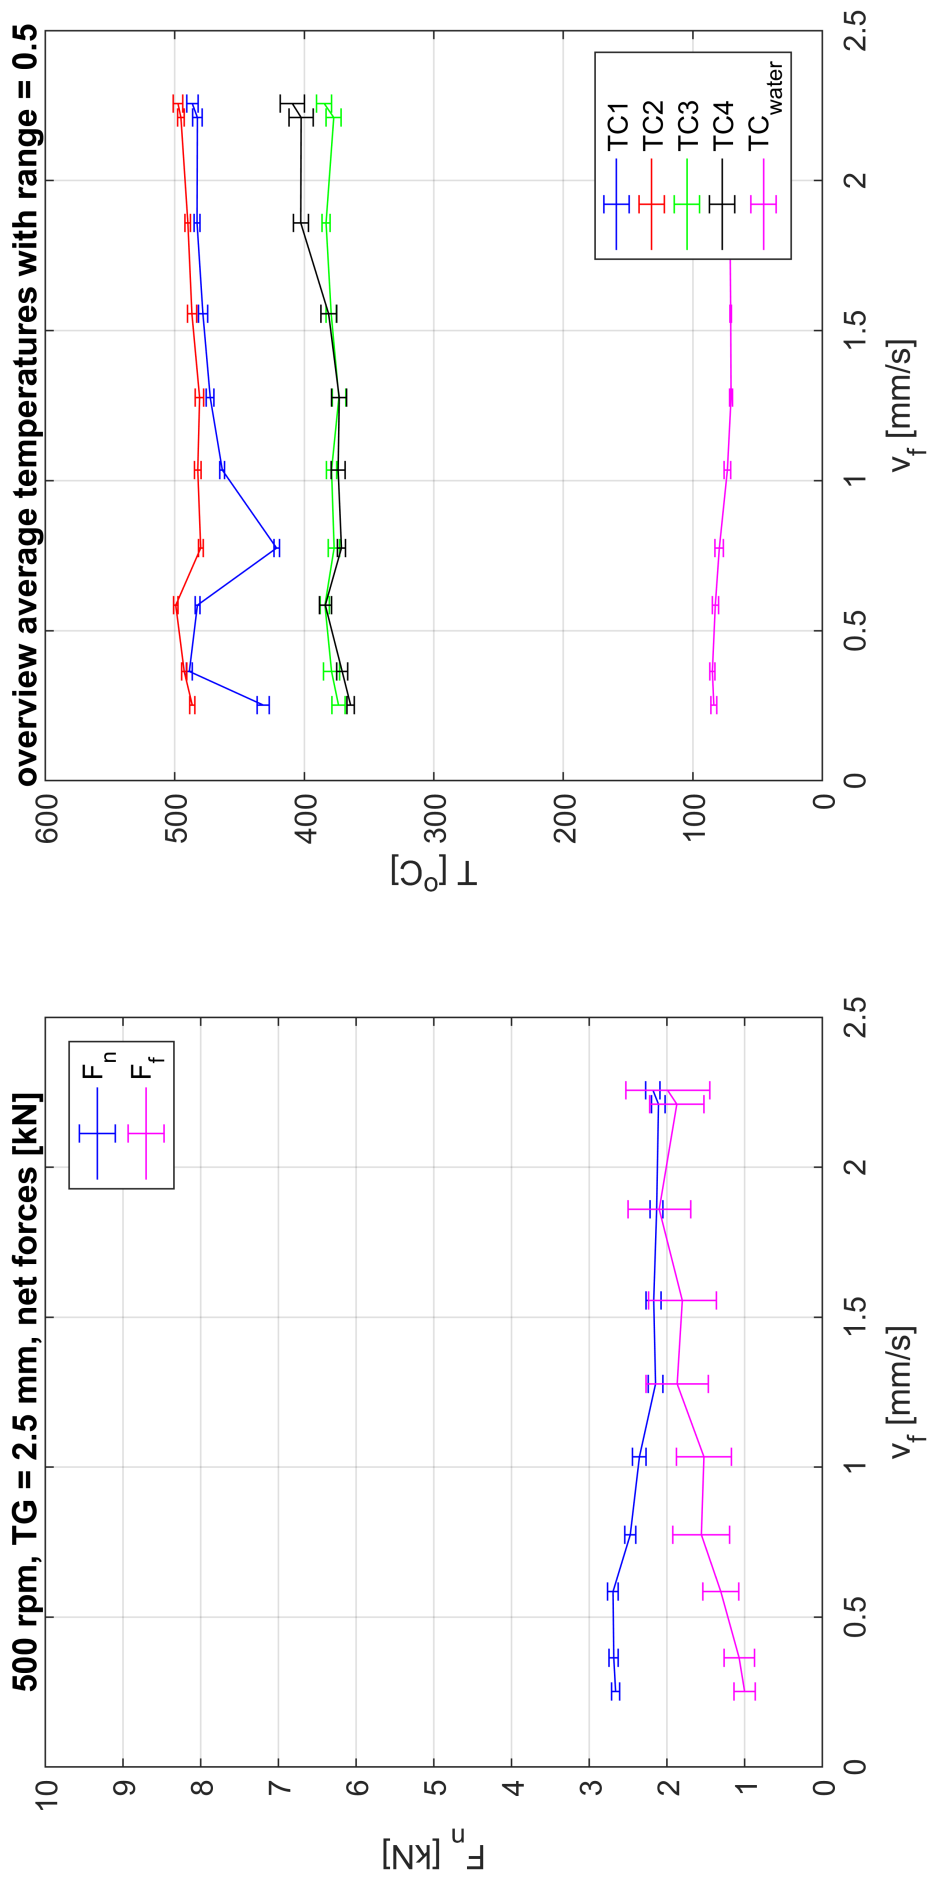 500 rpm, TG = 2.5 mm, net forces [kN]
10
9
8
7
6
5
4
3
2
1
0
F_n [kN]
0
0.5
1
1.5
2
2.5
v_f [mm/s]
F_n
F_f
overview average temperatures with range = 0.5
600
500
400
300
200
100
0
T [°C]
0
0.5
1
1.5
2
2.5
v_f [mm/s]
TC1
TC2
TC3
TC4
TC_water